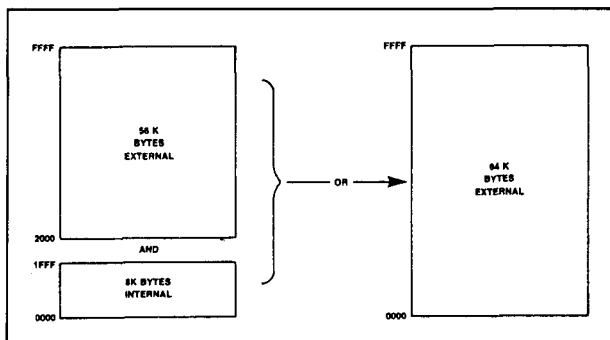 FFFF
56 K
BYTES
EXTERNAL
2000
AND
1FFF
8K BYTES
INTERNAL
0000
OR
FFFF
64 K
BYTES
EXTERNAL
0000